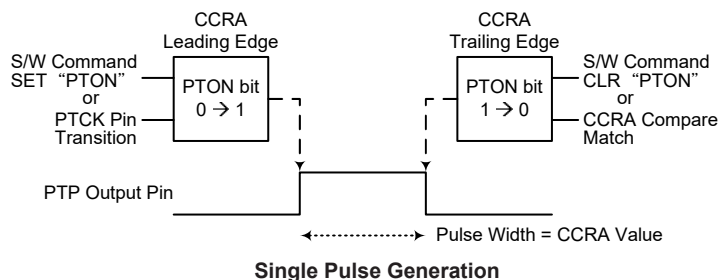 CCRA
Leading Edge
S/W Command
SET “PTON”
or
PTCK Pin
Transition
PTON bit
0 → 1
CCRA
Trailing Edge
PTON bit
1 → 0
S/W Command
CLR “PTON”
or
CCRA Compare
Match
PTP Output Pin
Pulse Width = CCRA Value
Single Pulse Generation